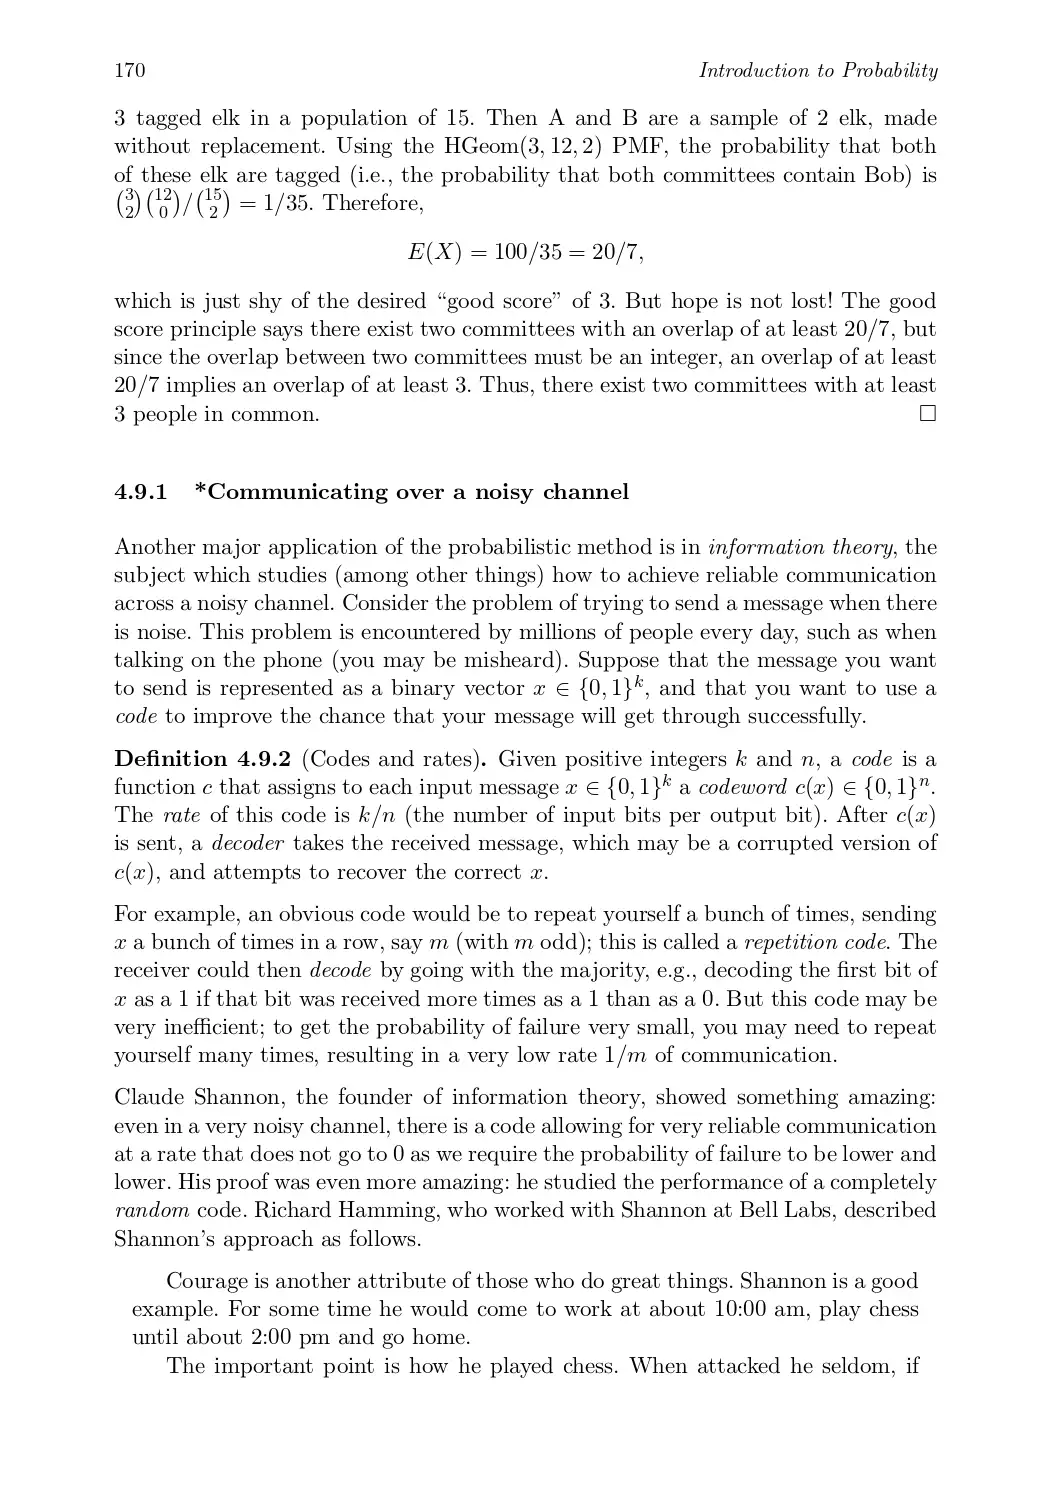 170 Introduction to Probability
3 tagged elk in a population of 15. Then A and B are a sample of 2 elk, made
without replacement. Using the HGeom(3, 12, 2) PMF, the probability that both
of these elk are tagged (i.e., the probability that both committees contain Bob) is
(3 2)(12 0)/(15 2) = 1/35. Therefore,
E(X) = 100/35 = 20/7,
which is just shy of the desired “good score” of 3. But hope is not lost! The good
score principle says there exist two committees with an overlap of at least 20/7, but
since the overlap between two committees must be an integer, an overlap of at least
20/7 implies an overlap of at least 3. Thus, there exist two committees with at least
3 people in common. □
4.9.1 *Communicating over a noisy channel
Another major application of the probabilistic method is in information theory, the
subject which studies (among other things) how to achieve reliable communication
across a noisy channel. Consider the problem of trying to send a message when there
is noise. This problem is encountered by millions of people every day, such as when
talking on the phone (you may be misheard). Suppose that the message you want
to send is represented as a binary vector x ∈ {0, 1}^k, and that you want to use a
code to improve the chance that your message will get through successfully.
Definition 4.9.2 (Codes and rates). Given positive integers k and n, a code is a
function c that assigns to each input message x ∈ {0, 1}^k a codeword c(x) ∈ {0, 1}^n.
The rate of this code is k/n (the number of input bits per output bit). After c(x)
is sent, a decoder takes the received message, which may be a corrupted version of
c(x), and attempts to recover the correct x.
For example, an obvious code would be to repeat yourself a bunch of times, sending
x a bunch of times in a row, say m (with m odd); this is called a repetition code. The
receiver could then decode by going with the majority, e.g., decoding the first bit of
x as a 1 if that bit was received more times as a 1 than as a 0. But this code may be
very inefficient; to get the probability of failure very small, you may need to repeat
yourself many times, resulting in a very low rate 1/m of communication.
Claude Shannon, the founder of information theory, showed something amazing:
even in a very noisy channel, there is a code allowing for very reliable communication
at a rate that does not go to 0 as we require the probability of failure to be lower and
lower. His proof was even more amazing: he studied the performance of a completely
random code. Richard Hamming, who worked with Shannon at Bell Labs, described
Shannon’s approach as follows.
Courage is another attribute of those who do great things. Shannon is a good
example. For some time he would come to work at about 10:00 am, play chess
until about 2:00 pm and go home.
The important point is how he played chess. When attacked he seldom, if